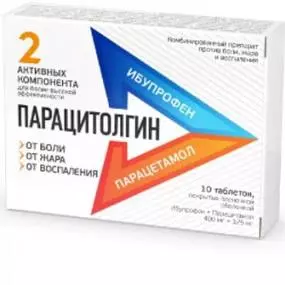 2
АКТИВНЫХ
КОМПОНЕНТА
для более высокой
эффективности
Комбинированный препарат
против боли, жара
и воспаления
ИБУПРОФЕН
ПАРАЦИТОЛГИН
ПАРАЦЕТАМОЛ
ОТ БОЛИ
ОТ ЖАРА
ОТ ВОСПАЛЕНИЯ
10 таблеток,
покрытых пленочной
оболочкой
Ибупрофен + Парацетамол
400 мг + 325 мг